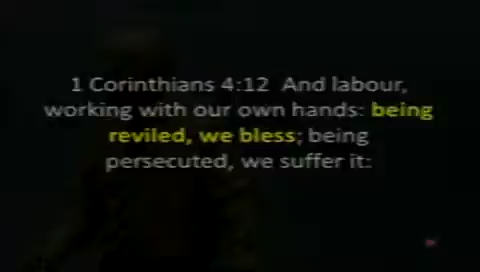 1 Corinthians 4:12  And labour,
working with our own hands: being
reviled, we bless; being
persecuted, we suffer it: